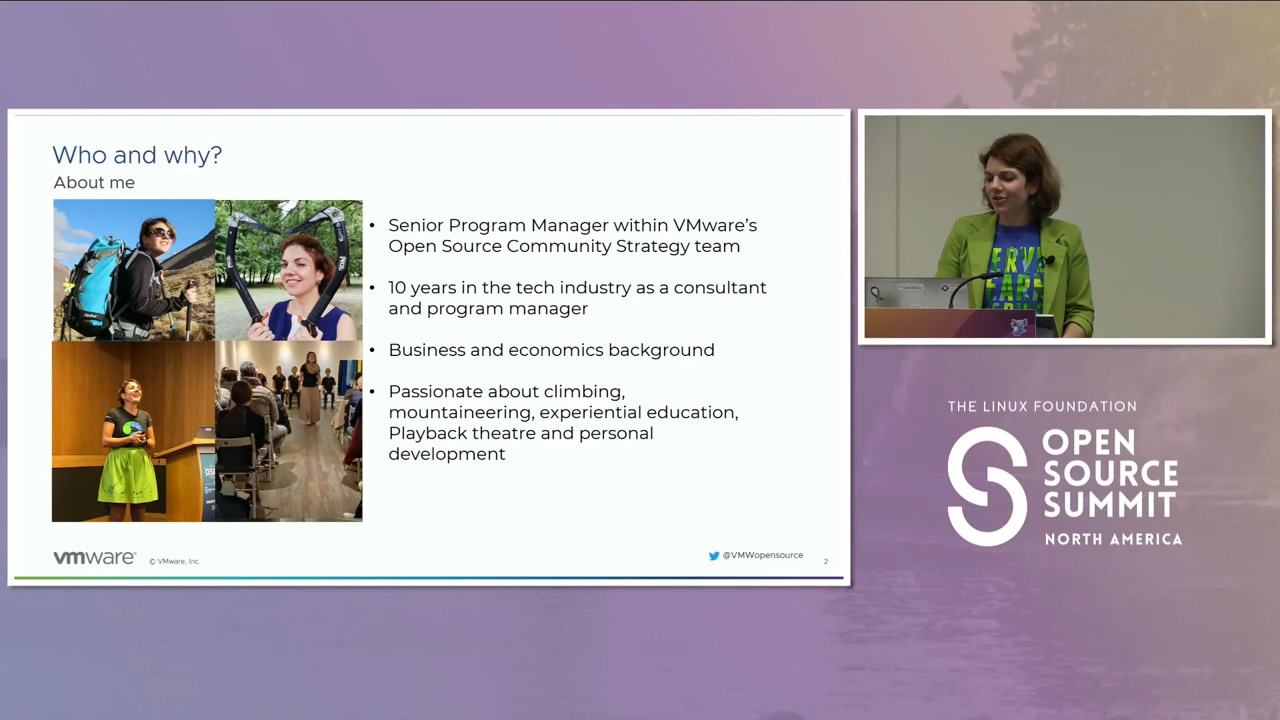 Who and why?
About me
• Senior Program Manager within VMware's
Open Source Community Strategy team
• 10 years in the tech industry as a consultant
and program manager
• Business and economics background
• Passionate about climbing,
mountaineering, experiential education,
Playback theatre and personal
development
vmware®
© VMware, Inc.
@VMWopensource
2
THE LINUX FOUNDATION
OPEN
SOURCE
SUMMIT
NORTH AMERICA